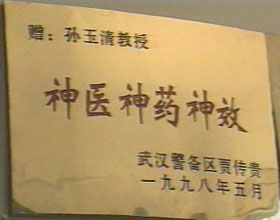 赠：孙玉清教授
神医神药神效
武汉警备区贾传贵
一九九八年五月